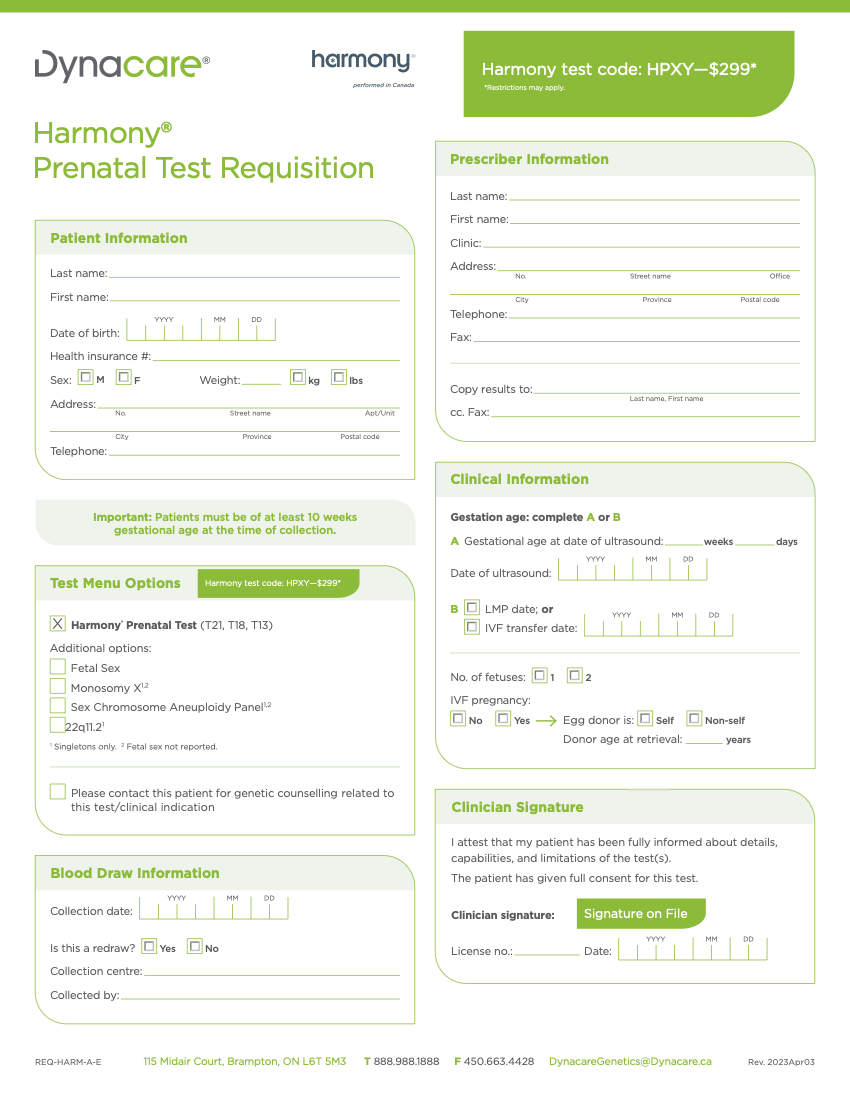 Dynacare®
harmony®
performed in Canada
Harmony test code: HPXY—$299*
*Restrictions may apply.
Harmony®
Prenatal Test Requisition
Patient Information
Last name:
First name:
YYYY MM DD
Date of birth:
Health insurance #:
Sex: M F Weight: kg lbs
Address:
No. Street name Apt/Unit
City Province Postal code
Telephone:
Important: Patients must be of at least 10 weeks
gestational age at the time of collection.
Test Menu Options Harmony test code: HPXY—$299*
X Harmony® Prenatal Test (T21, T18, T13)
Additional options:
Fetal Sex
Monosomy X¹,²
Sex Chromosome Aneuploidy Panel¹,²
22q11.2¹
¹ Singletons only. ² Fetal sex not reported.
Please contact this patient for genetic counselling related to
this test/clinical indication
Blood Draw Information
YYYY MM DD
Collection date:
Is this a redraw? Yes No
Collection centre:
Collected by:
Prescriber Information
Last name:
First name:
Clinic:
Address:
No. Street name Office
City Province Postal code
Telephone:
Fax:
Copy results to:
Last name, First name
cc. Fax:
Clinical Information
Gestation age: complete A or B
A Gestational age at date of ultrasound: weeks days
YYYY MM DD
Date of ultrasound:
B LMP date; or
YYYY MM DD
IVF transfer date:
No. of fetuses: 1 2
IVF pregnancy:
No Yes → Egg donor is: Self Non-self
Donor age at retrieval: years
Clinician Signature
I attest that my patient has been fully informed about details,
capabilities, and limitations of the test(s).
The patient has given full consent for this test.
Clinician signature: Signature on File
YYYY MM DD
License no.: Date:
REQ-HARM-A-E 115 Midair Court, Brampton, ON L6T 5M3 T 888.988.1888 F 450.663.4428 DynacareGenetics@Dynacare.ca Rev. 2023Apr03